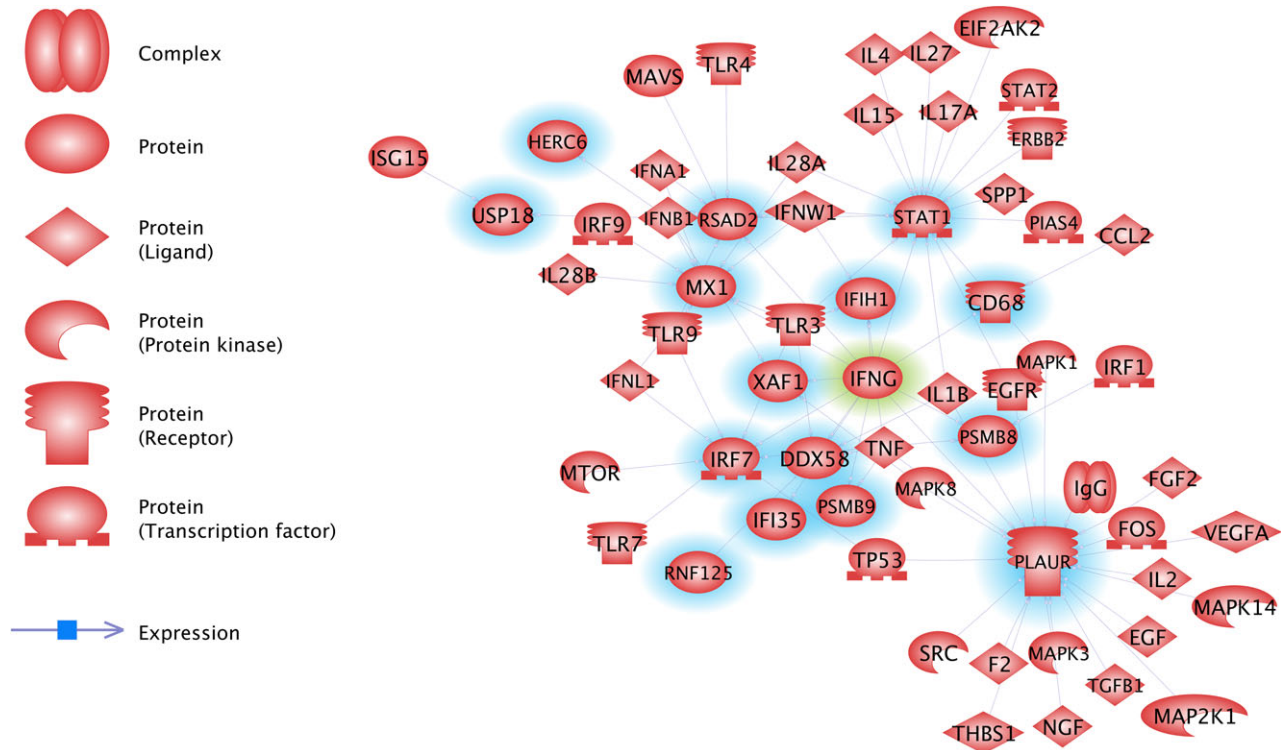 Complex
Protein
Protein
(Ligand)
Protein
(Protein kinase)
Protein
(Receptor)
Protein
(Transcription factor)
Expression
EIF2AK2
IL4
IL27
TLR4
MAVS
STAT2
IL15
IL17A
ERBB2
HERC6
ISG15
IFNA1
IL28A
SPP1
USP18
IRF9
IFNB1
RSAD2
IFNW1
STAT1
PIAS4
CCL2
IL28B
MX1
IFIH1
CD68
TLR9
TLR3
MAPK1
IRF1
IFNL1
XAF1
IFNG
IL1B
EGFR
PSMB8
MTOR
IRF7
DDX58
TNF
MAPK8
IgG
FGF2
TLR7
IFI35
PSMB9
FOS
VEGFA
RNF125
TP53
PLAUR
IL2
MAPK14
SRC
F2
MAPK3
EGF
TGFB1
THBS1
NGF
MAP2K1